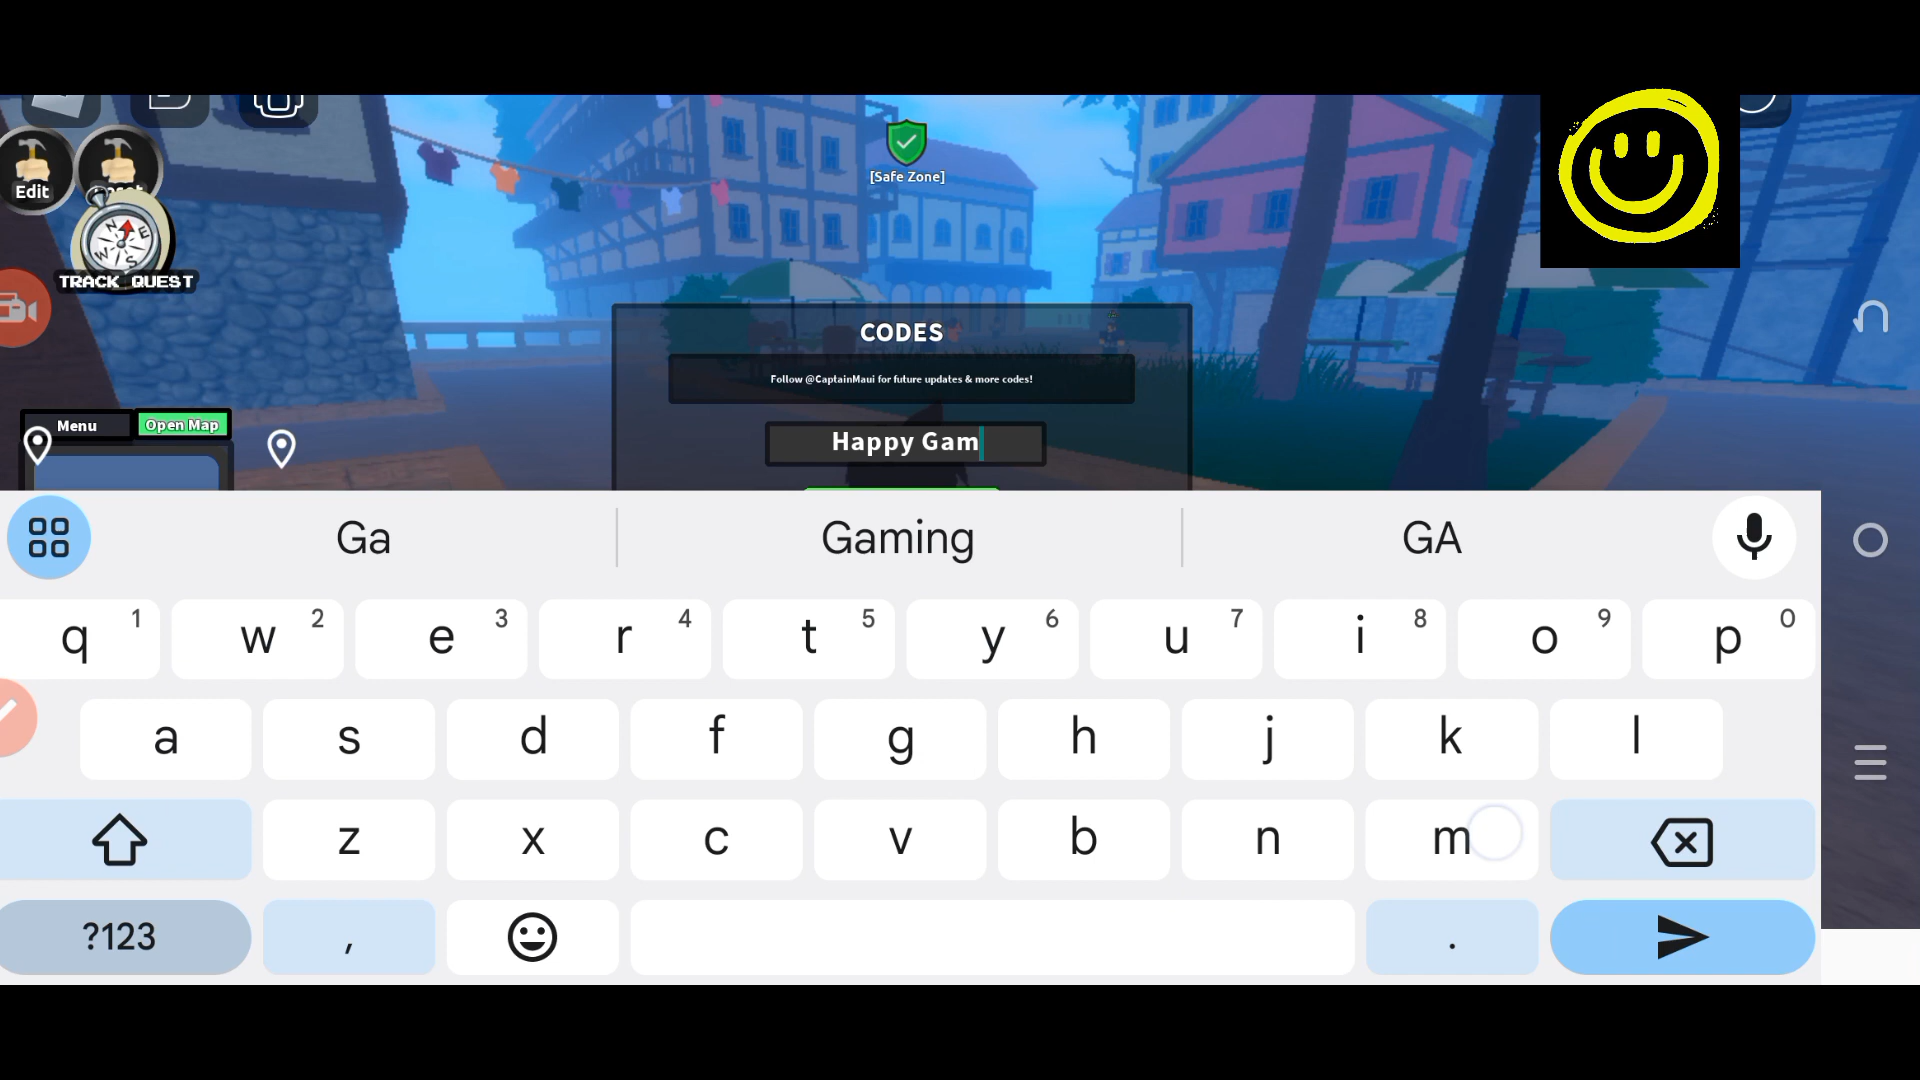 [Safe Zone]
Edit
N
E
W
S
TRACK QUEST
CODES
Follow @CaptainMaui for future updates & more codes!
Menu
Open Map
Happy Gam
Ga
Gaming
GA
q 1 w 2 e 3 r 4 t 5 y 6 u 7 i 8 o 9 p 0
a s d f g h j k l
z x c v b n m
?123 , .